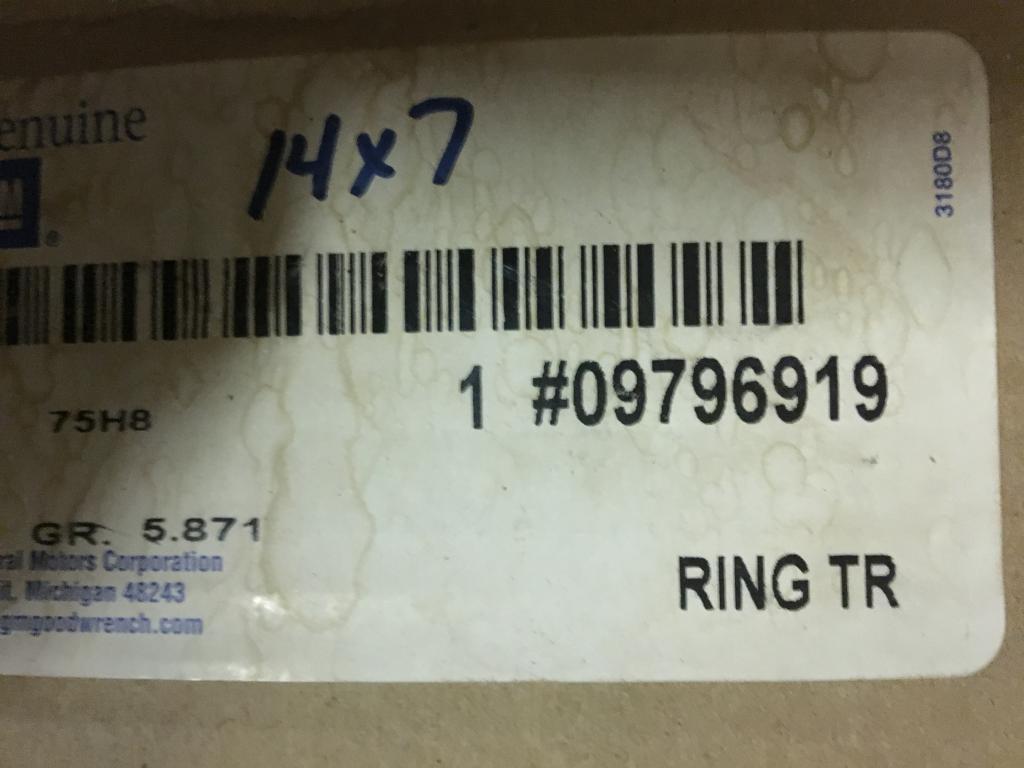 enuine
14x7
®
3180D8
1 #09796919
75H8
GR. 5.871
ral Motors Corporation
it, Michigan 48243
gmgoodwrench.com
RING TR